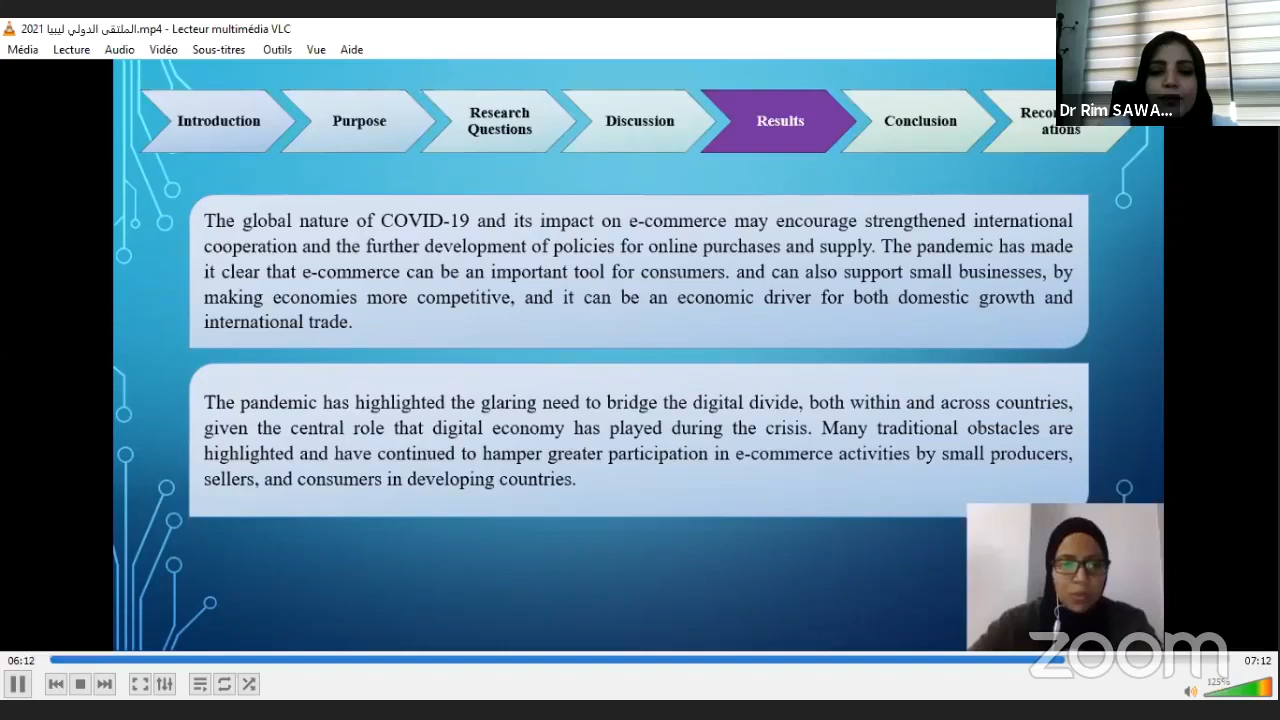 الملتقى الدولي ليبيا 2021.mp4 - Lecteur multimédia VLC
Média Lecture Audio Vidéo Sous-titres Outils Vue Aide
Dr Rim SAWA...
Introduction
Purpose
Research
Questions
Discussion
Results
Conclusion
ations
The global nature of COVID-19 and its impact on e-commerce may encourage strengthened international
cooperation and the further development of policies for online purchases and supply. The pandemic has made
it clear that e-commerce can be an important tool for consumers. and can also support small businesses, by
making economies more competitive, and it can be an economic driver for both domestic growth and
international trade.
The pandemic has highlighted the glaring need to bridge the digital divide, both within and across countries,
given the central role that digital economy has played during the crisis. Many traditional obstacles are
highlighted and have continued to hamper greater participation in e-commerce activities by small producers,
sellers, and consumers in developing countries.
zoom
06:12
07:12
125%